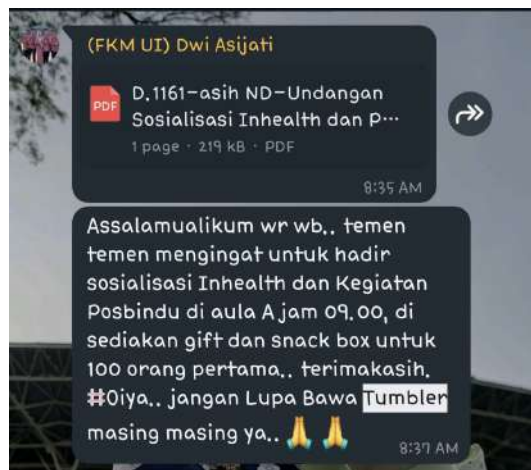 (FKM UI) Dwi Asijati
PDF
D.1161-asih ND-Undangan
Sosialisasi Inhealth dan P...
1 page · 219 kB · PDF
8:35 AM
Assalamualikum wr wb.. temen
temen mengingat untuk hadir
sosialisasi Inhealth dan Kegiatan
Posbindu di aula A jam 09.00, di
sediakan gift dan snack box untuk
100 orang pertama.. terimakasih.
#Oiya.. jangan Lupa Bawa Tumbler
masing masing ya.. 🙏 🙏
8:37 AM